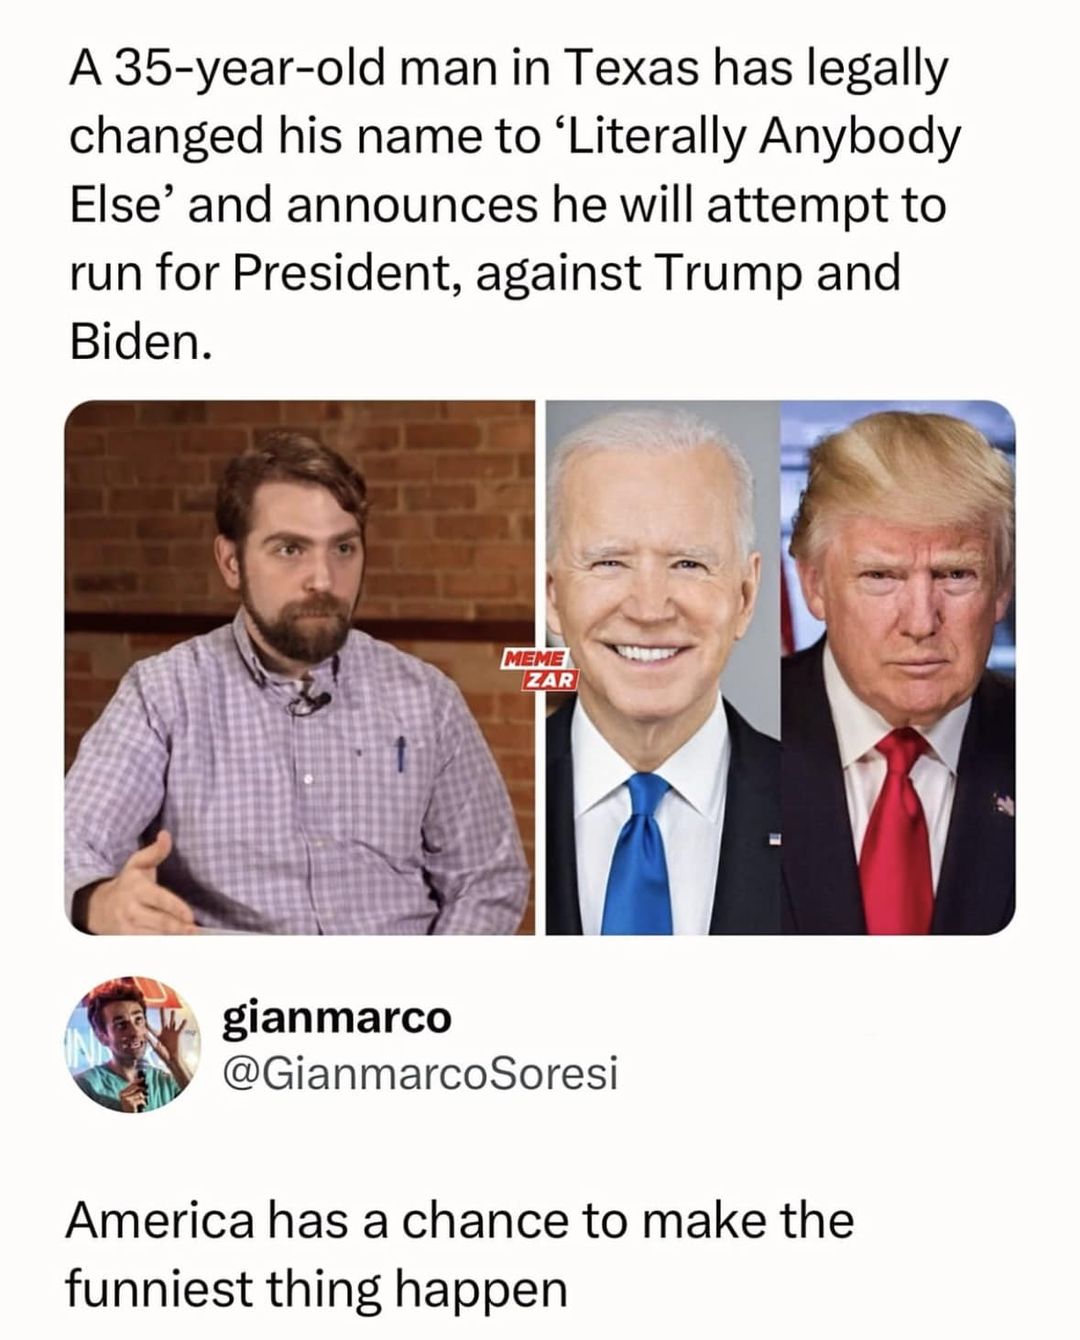 A 35-year-old man in Texas has legally
changed his name to ‘Literally Anybody
Else’ and announces he will attempt to
run for President, against Trump and
Biden.
MEME
ZAR
gianmarco
@GianmarcoSoresi
America has a chance to make the
funniest thing happen